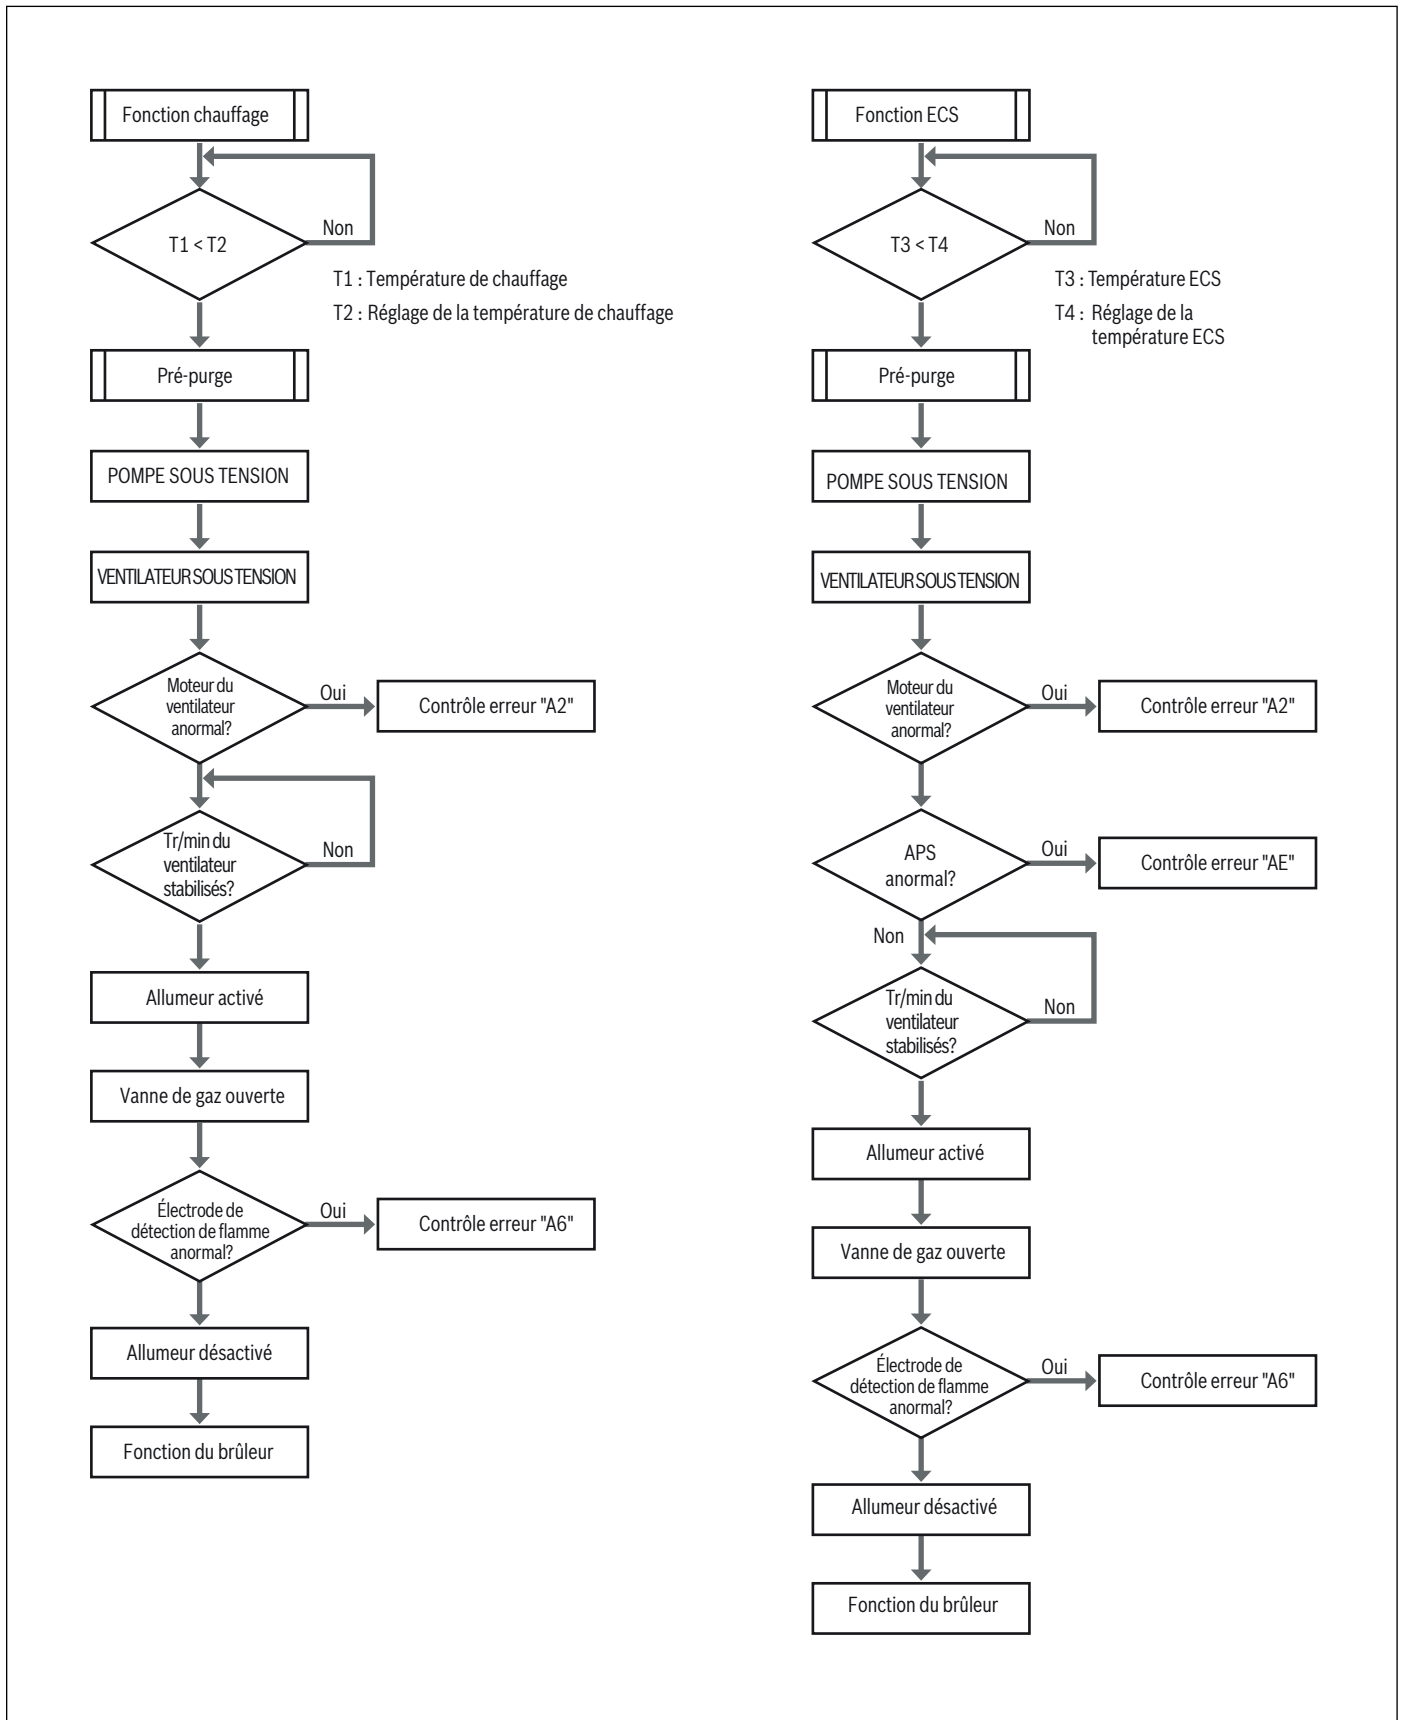 Fonction chauffage
T1 < T2
Non
T1 : Température de chauffage
T2 : Réglage de la température de chauffage
Pré-purge
POMPE SOUS TENSION
VENTILATEUR SOUS TENSION
Moteur du
ventilateur
anormal?
Oui
Contrôle erreur "A2"
Tr/min du
ventilateur
stabilisés?
Non
Allumeur activé
Vanne de gaz ouverte
Électrode de
détection de flamme
anormal?
Oui
Contrôle erreur "A6"
Allumeur désactivé
Fonction du brûleur
Fonction ECS
T3 < T4
Non
T3 : Température ECS
T4 : Réglage de la
température ECS
Pré-purge
POMPE SOUS TENSION
VENTILATEUR SOUS TENSION
Moteur du
ventilateur
anormal?
Oui
Contrôle erreur "A2"
APS
anormal?
Oui
Contrôle erreur "AE"
Non
Tr/min du
ventilateur
stabilisés?
Non
Allumeur activé
Vanne de gaz ouverte
Électrode de
détection de flamme
anormal?
Oui
Contrôle erreur "A6"
Allumeur désactivé
Fonction du brûleur